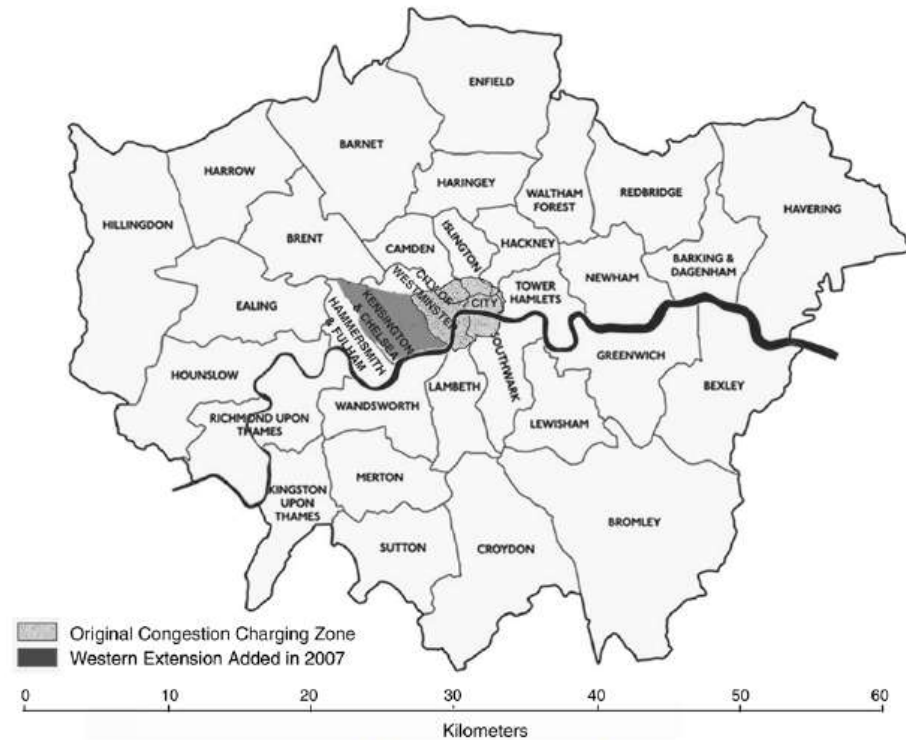 ENFIELD
BARNET
HARROW
HARINGEY
WALTHAM
FOREST
REDBRIDGE
HAVERING
HILLINGDON
BRENT
CAMDEN
ISLINGTON
HACKNEY
BARKING &
DAGENHAM
NEWHAM
EALING
CITY OF
WESTMINSTER
CITY
TOWER
HAMLETS
KENSINGTON
& CHELSEA
HAMMERSMITH
& FULHAM
HOUNSLOW
SOUTHWARK
GREENWICH
BEXLEY
RICHMOND UPON
THAMES
WANDSWORTH
LAMBETH
LEWISHAM
MERTON
KINGSTON
UPON
THAMES
SUTTON
CROYDON
BROMLEY
Original Congestion Charging Zone
Western Extension Added in 2007
0 10 20 30 40 50 60
Kilometers